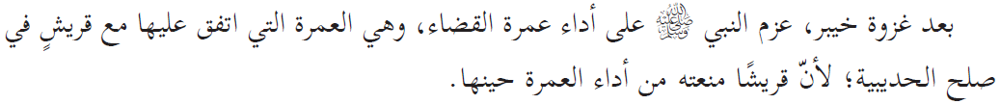 بعد غزوة خيبر، عزم النبي ﷺ على أداء عمرة القضاء، وهي العمرة التي اتفق عليها مع قريشٍ في
صلح الحديبية؛ لأنّ قريشًا منعته من أداء العمرة حينها.